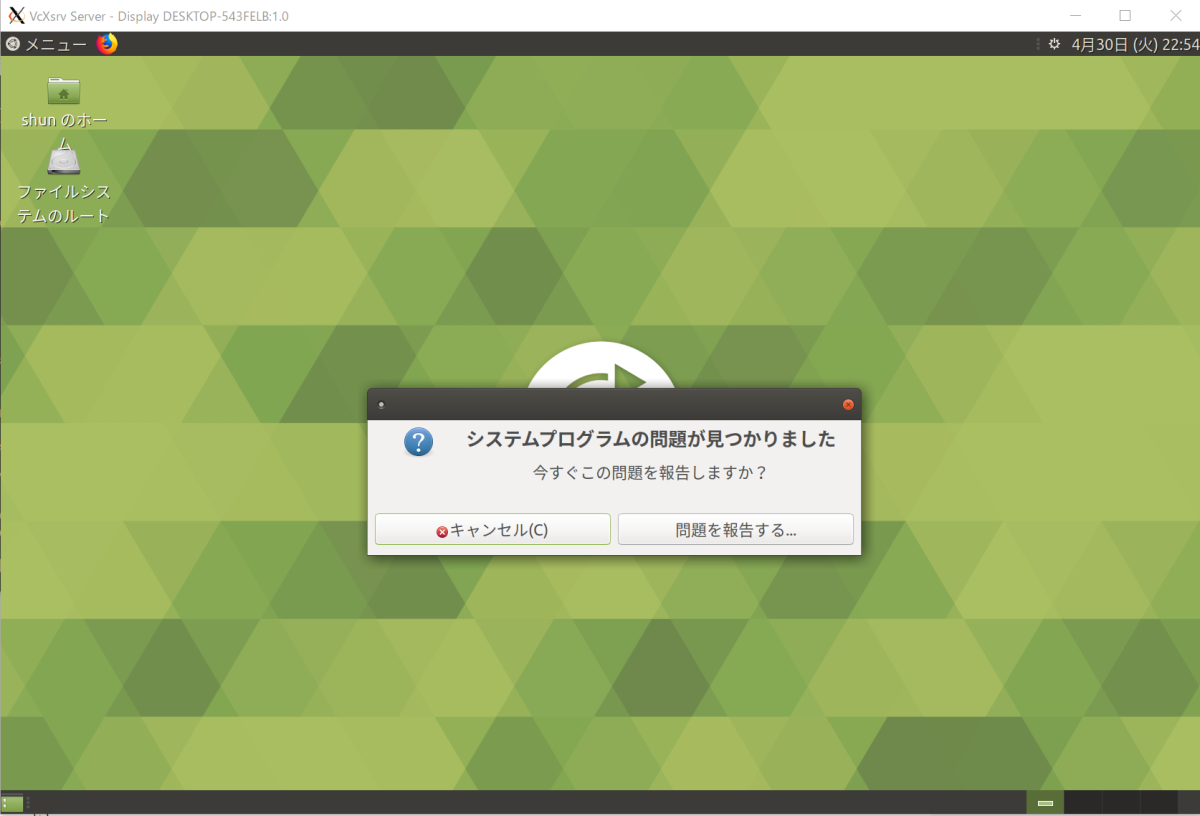 VcXsrv Server - Display DESKTOP-543FELB:1.0
メニュー
4月30日 (火) 22:54
shun のホー
ム
ファイルシス
テムのルート
システムプログラムの問題が見つかりました
今すぐこの問題を報告しますか？
キャンセル(C)
問題を報告する...